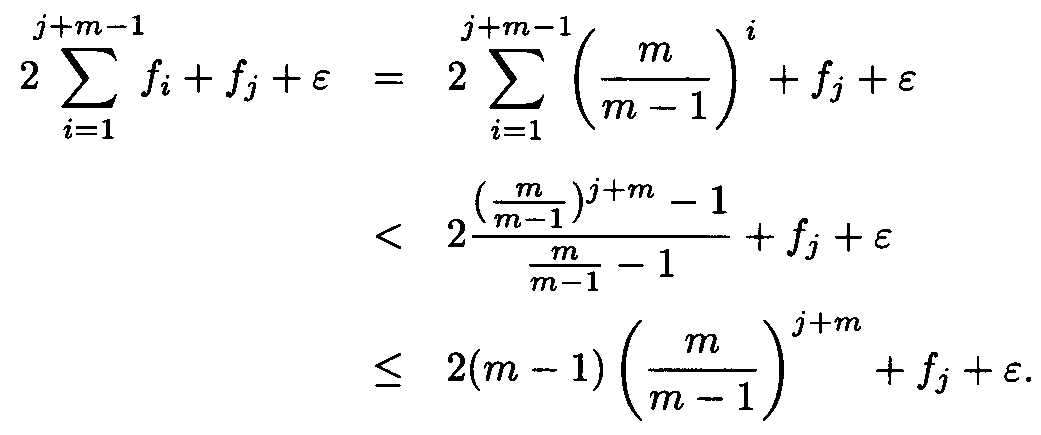 2\sum_{i=1}^{j+m-1} f_i + f_j + \varepsilon = 2\sum_{i=1}^{j+m-1} \left(\frac{m}{m-1}\right)^i + f_j + \varepsilon
< 2\frac{(\frac{m}{m-1})^{j+m} - 1}{\frac{m}{m-1} - 1} + f_j + \varepsilon
\leq 2(m-1)\left(\frac{m}{m-1}\right)^{j+m} + f_j + \varepsilon.